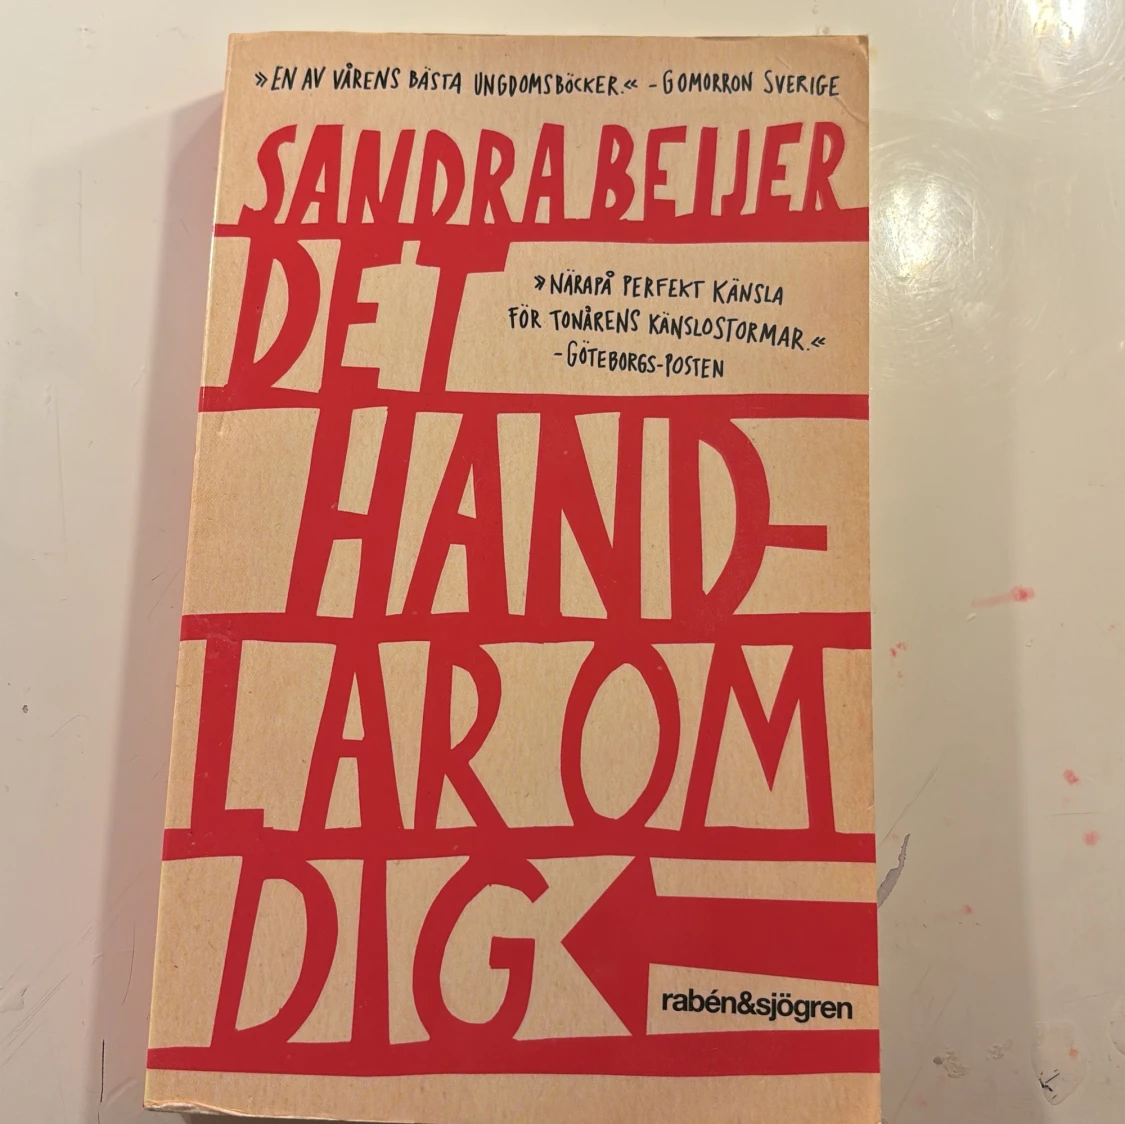 »EN AV VÅRENS BÄSTA UNGDOMSBÖCKER.« – GOMORRON SVERIGE
SANDRA BEIJER
DET
»NÄRAPÅ PERFEKT KÄNSLA
FÖR TONÅRENS KÄNSLOSTORMAR.«
– GÖTEBORGS-POSTEN
HAND-
LAR OM
DIG
rabén&sjögren